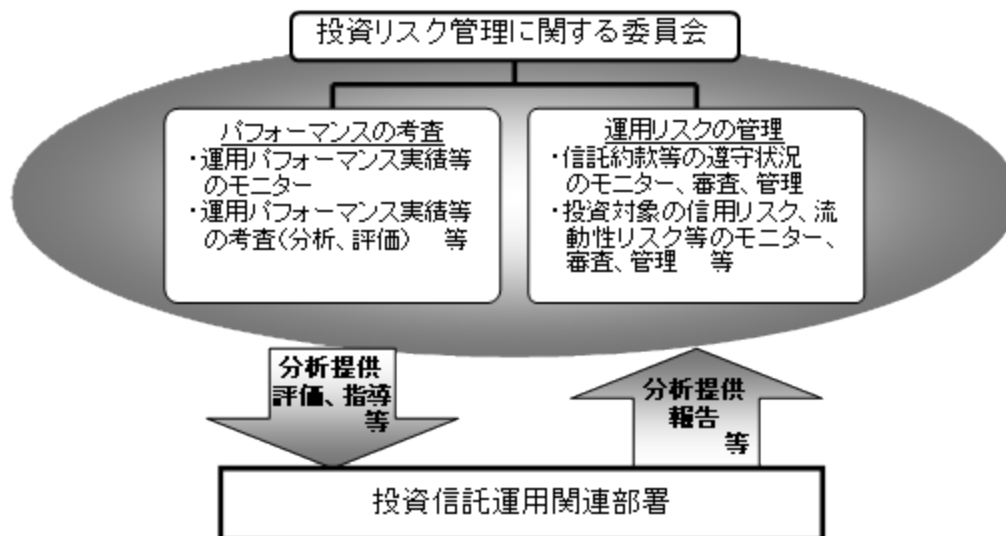 投資リスク管理に関する委員会
パフォーマンスの考査
・運用パフォーマンス実績等
のモニター
・運用パフォーマンス実績等
の考査(分析、評価) 等
運用リスクの管理
・信託約款等の遵守状況
のモニター、審査、管理
・投資対象の信用リスク、流
動性リスク等のモニター、
審査、管理 等
分析提供
評価、指導
等
分析提供
報告
等
投資信託運用関連部署